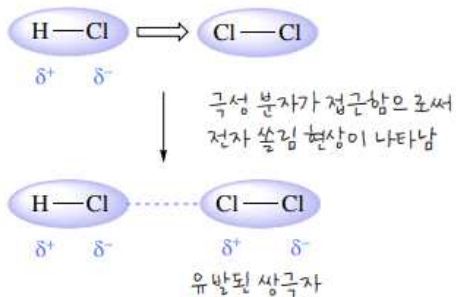 H—Cl ⇒ Cl—Cl
δ+ δ−
극성 분자가 접근함으로써
전자 쏠림 현상이 나타남
H—Cl-----Cl—Cl
δ+ δ− δ+ δ−
유발된 쌍극자